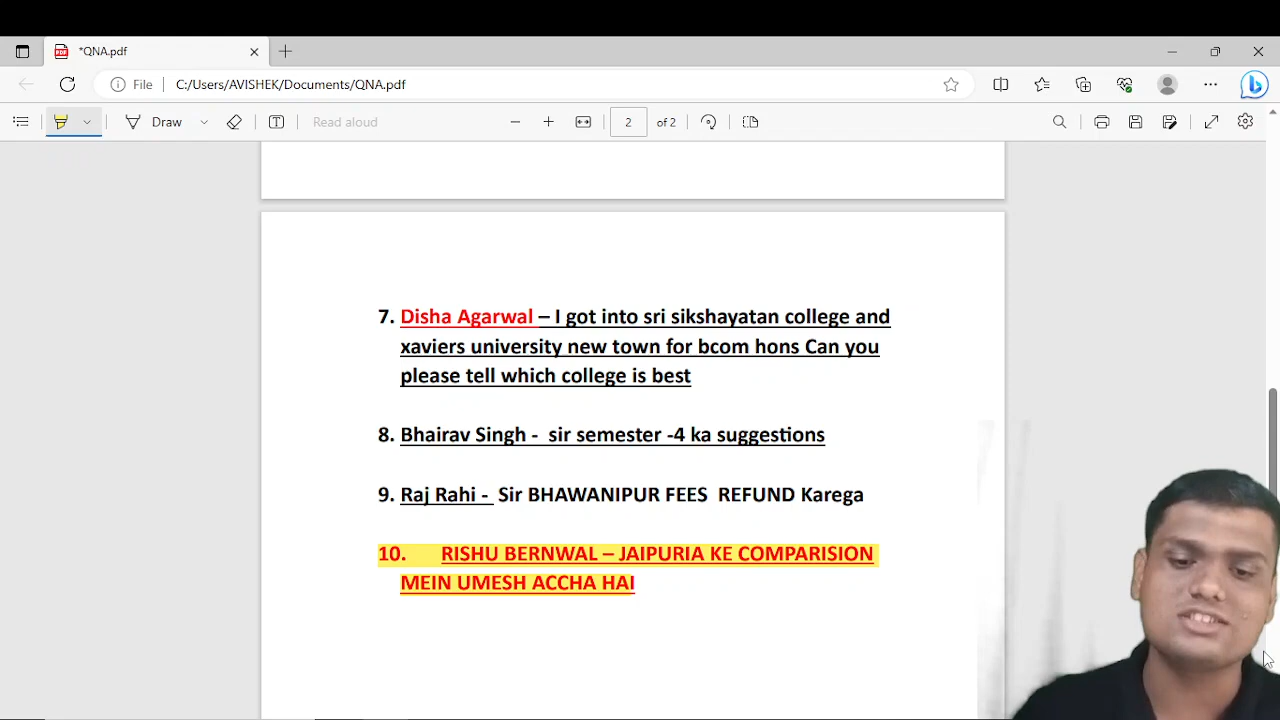 *QNA.pdf
File
C:/Users/AVISHEK/Documents/QNA.pdf
Draw
Read aloud
2
of 2
7. Disha Agarwal – I got into sri sikshayatan college and
xaviers university new town for bcom hons Can you
please tell which college is best
8. Bhairav Singh - sir semester -4 ka suggestions
9. Raj Rahi - Sir BHAWANIPUR FEES REFUND Karega
10. RISHU BERNWAL – JAIPURIA KE COMPARISION
MEIN UMESH ACCHA HAI